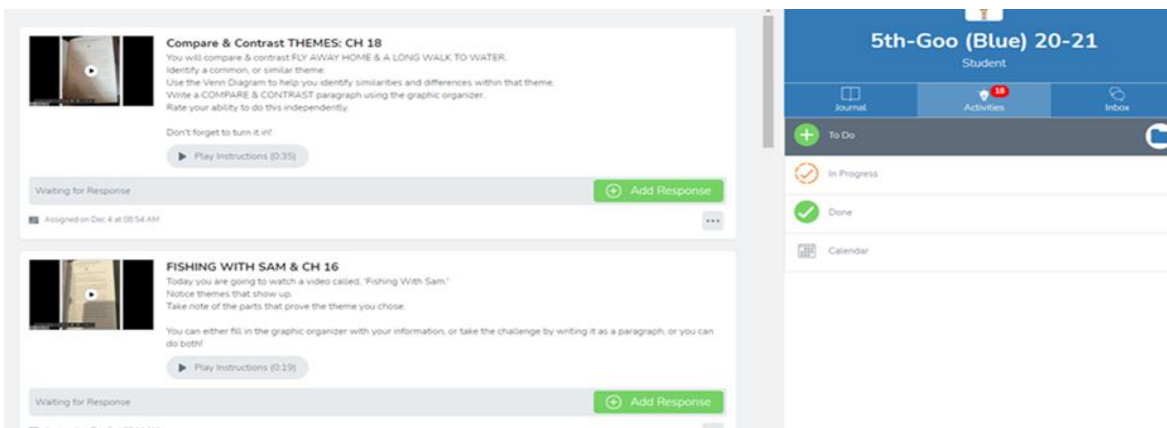 Compare & Contrast THEMES: CH 18
You will compare & contrast FLY AWAY HOME & A LONG WALK TO WATER.
Identify a common, or similar theme.
Use the Venn Diagram to help you identify similarities and differences within that theme.
Write a COMPARE & CONTRAST paragraph using the graphic organizer.
Rate your ability to do this independently.
Don't forget to turn it in!
Play Instructions (0:35)
Waiting for Response
Add Response
Assigned on Dec 4 at 08:54 AM
FISHING WITH SAM & CH 16
Today you are going to watch a video called, "Fishing With Sam."
Notice themes that show up.
Take note of the parts that prove the theme you chose.
You can either fill in the graphic organizer with your information, or take the challenge by writing it as a paragraph, or you can
do both!
Play Instructions (0:19)
Waiting for Response
Add Response
5th-Goo (Blue) 20-21
Student
Journal
18
Activities
Inbox
To Do
In Progress
Done
Calendar